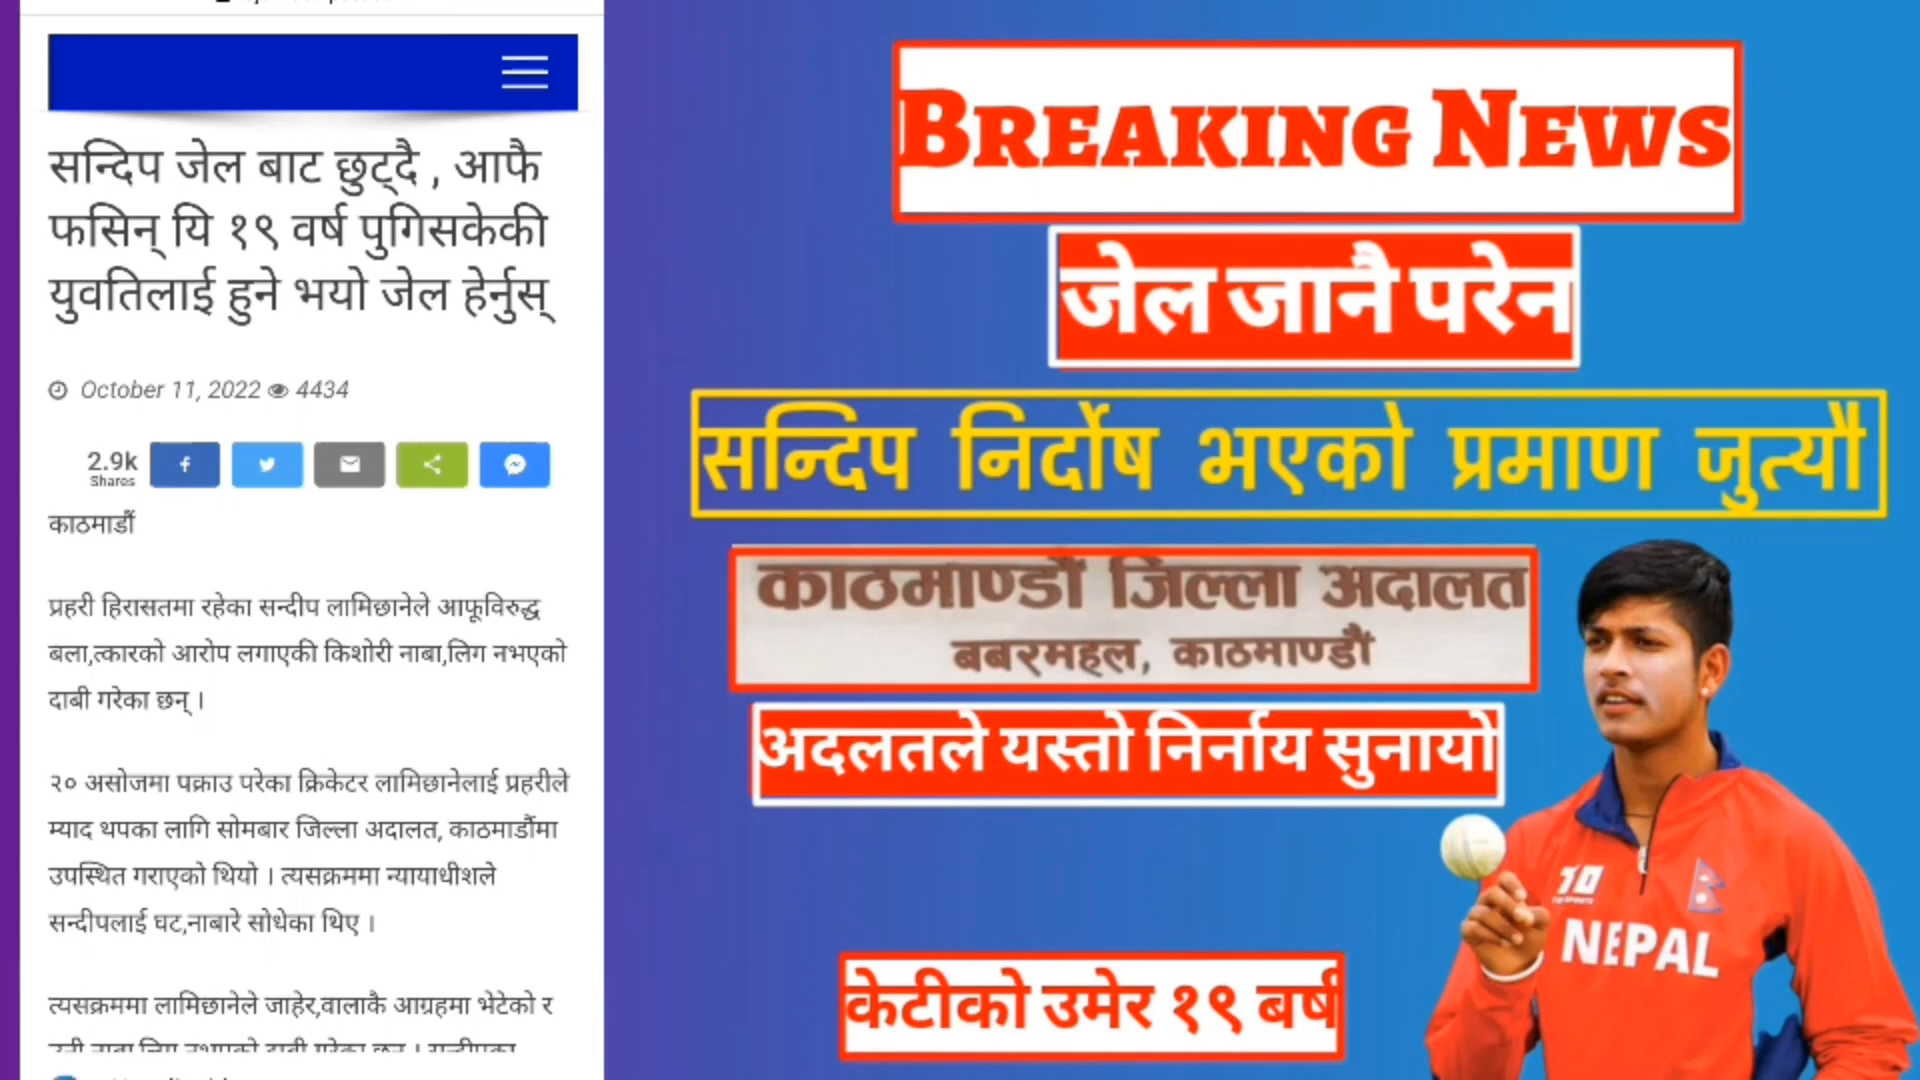 सन्दिप जेल बाट छुट्दै , आफै
फसिन् यि १९ वर्ष पुगिसकेकी
युवतिलाई हुने भयो जेल हेर्नुस्
October 11, 2022 4434
2.9k
Shares
काठमाडौं
प्रहरी हिरासतमा रहेका सन्दीप लामिछानेले आफूविरुद्ध
बला,त्कारको आरोप लगाएकी किशोरी नाबा,लिग नभएको
दाबी गरेका छन् ।
२० असोजमा पक्राउ परेका क्रिकेटर लामिछानेलाई प्रहरीले
म्याद थपका लागि सोमबार जिल्ला अदालत, काठमाडौंमा
उपस्थित गराएको थियो । त्यसक्रममा न्यायाधीशले
सन्दीपलाई घट,नाबारे सोधेका थिए ।
त्यसक्रममा लामिछानेले जाहेर,वालाकै आग्रहमा भेटेको र
BREAKING NEWS
जेल जानै परेन
सन्दिप निर्दोष भएको प्रमाण जुत्यौ
काठमाण्डौं जिल्ला अदालत
बबरमहल, काठमाण्डौं
अदलतले यस्तो निर्नाय सुनायो
केटीको उमेर १९ बर्ष
NEPAL